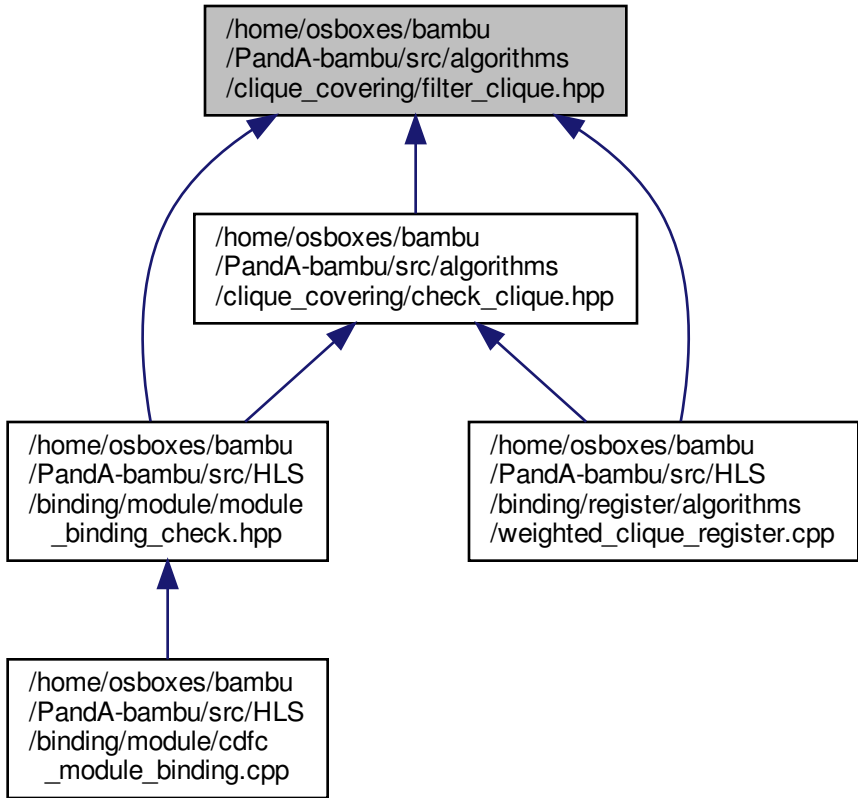 /home/osboxes/bambu
/PandA-bambu/src/algorithms
/clique_covering/filter_clique.hpp
/home/osboxes/bambu
/PandA-bambu/src/algorithms
/clique_covering/check_clique.hpp
/home/osboxes/bambu
/PandA-bambu/src/HLS
/binding/module/module
_binding_check.hpp
/home/osboxes/bambu
/PandA-bambu/src/HLS
/binding/register/algorithms
/weighted_clique_register.cpp
/home/osboxes/bambu
/PandA-bambu/src/HLS
/binding/module/cdfc
_module_binding.cpp